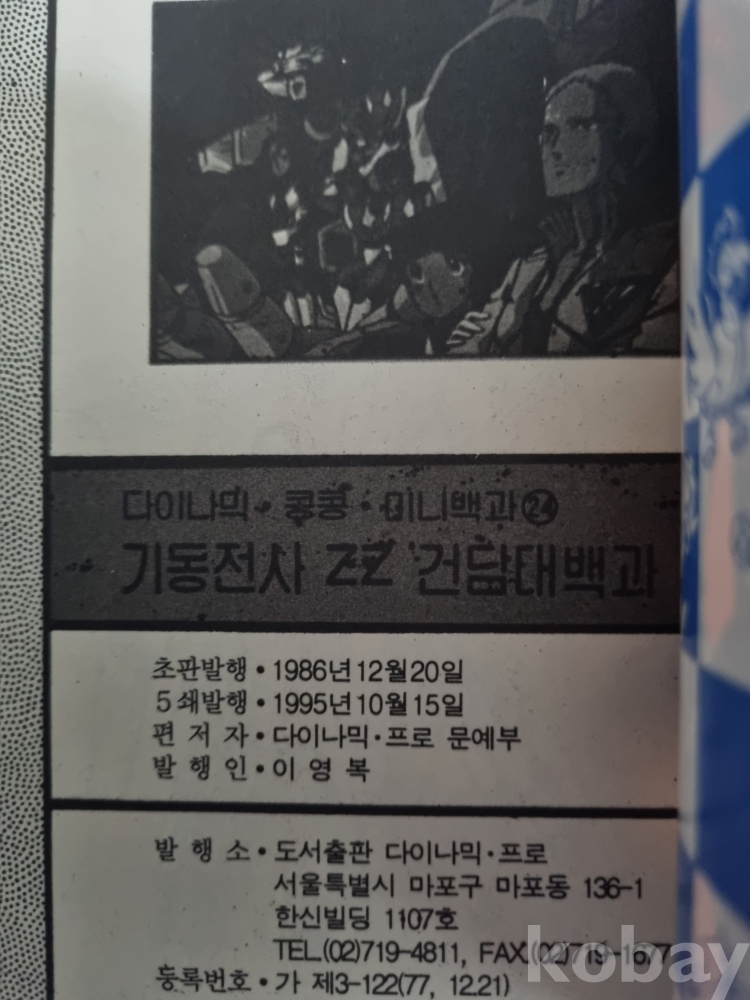 다이나믹·콩콩·미니백과㉔
기동전사 ZZ 건담대백과
초판발행·1986년12월20일
5쇄발행·1995년10월15일
편 저 자·다이나믹·프로 문예부
발 행 인·이 영 복
발 행 소·도서출판 다이나믹·프로
서울특별시 마포구 마포동 136-1
한신빌딩 1107호
TEL.(02)719-4811, FAX.(02)719-1677
등록번호·가 제3-122(77, 12.21)
kobay